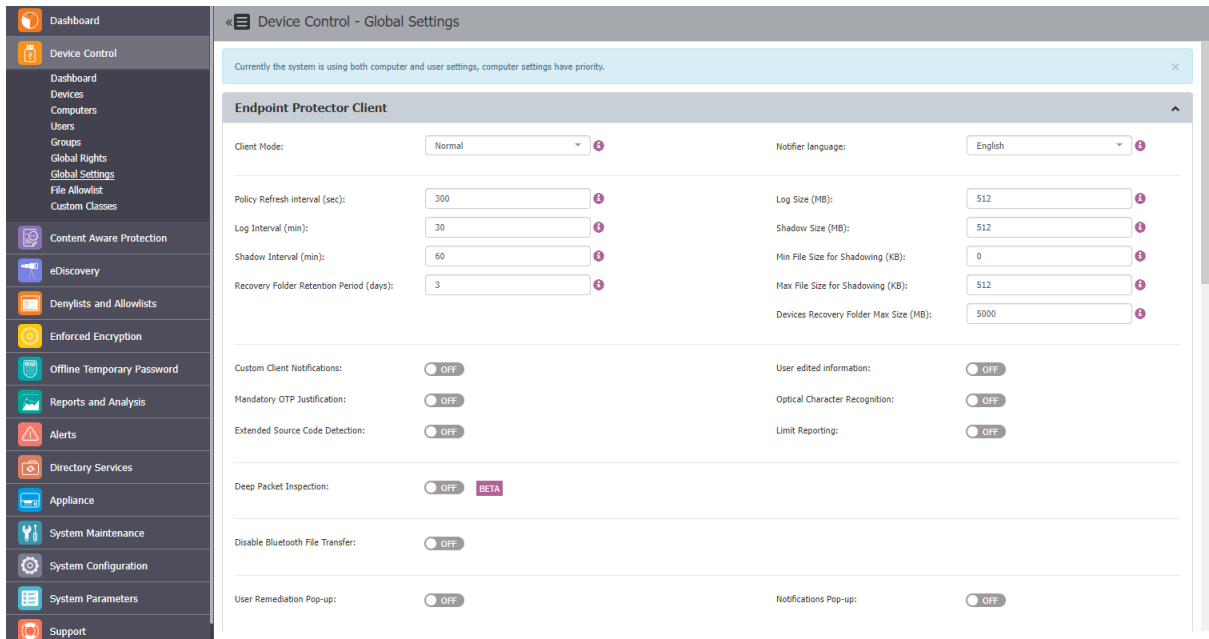 Dashboard
Device Control
Dashboard
Devices
Computers
Users
Groups
Global Rights
Global Settings
File Allowlist
Custom Classes
Content Aware Protection
eDiscovery
Denylists and Allowlists
Enforced Encryption
Offline Temporary Password
Reports and Analysis
Alerts
Directory Services
Appliance
System Maintenance
System Configuration
System Parameters
Support
« Device Control - Global Settings
Currently the system is using both computer and user settings, computer settings have priority. ×
Endpoint Protector Client
Client Mode: Normal Notifier language: English
Policy Refresh interval (sec): 300 Log Size (MB): 512
Log Interval (min): 30 Shadow Size (MB): 512
Shadow Interval (min): 60 Min File Size for Shadowing (KB): 0
Recovery Folder Retention Period (days): 3 Max File Size for Shadowing (KB): 512
Devices Recovery Folder Max Size (MB): 5000
Custom Client Notifications: OFF User edited information: OFF
Mandatory OTP Justification: OFF Optical Character Recognition: OFF
Extended Source Code Detection: OFF Limit Reporting: OFF
Deep Packet Inspection: OFF BETA
Disable Bluetooth File Transfer: OFF
User Remediation Pop-up: OFF Notifications Pop-up: OFF